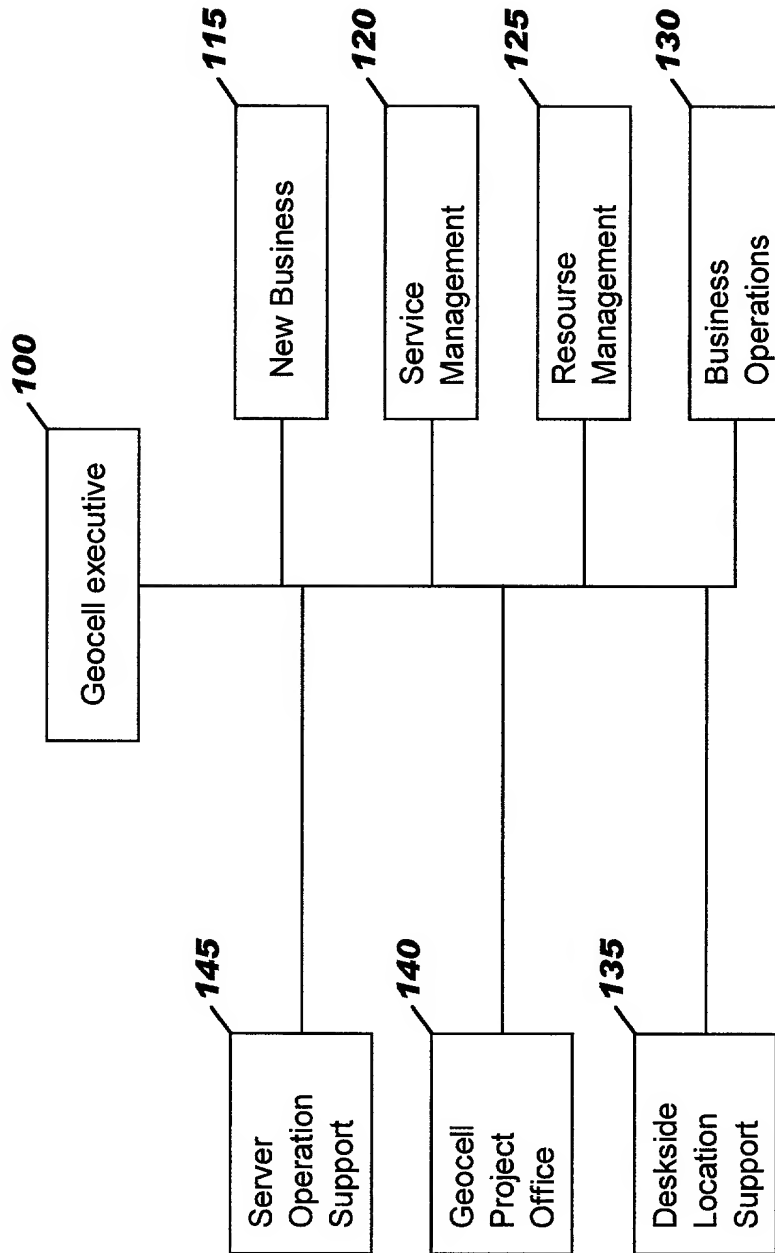 100
Geocell executive
115
New Business
120
Service
Management
125
Resourse
Management
130
Business
Operations
145
Server
Operation
Support
140
Geocell
Project
Office
135
Deskside
Location
Support